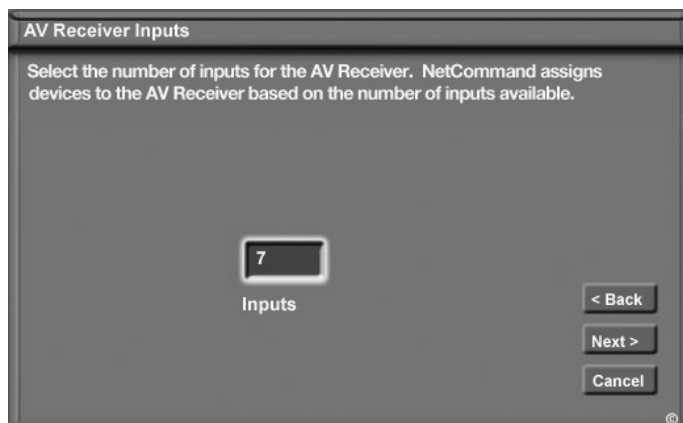 AV Receiver Inputs
Select the number of inputs for the AV Receiver.  NetCommand assigns
devices to the AV Receiver based on the number of inputs available.
7
Inputs
< Back
Next >
Cancel
©